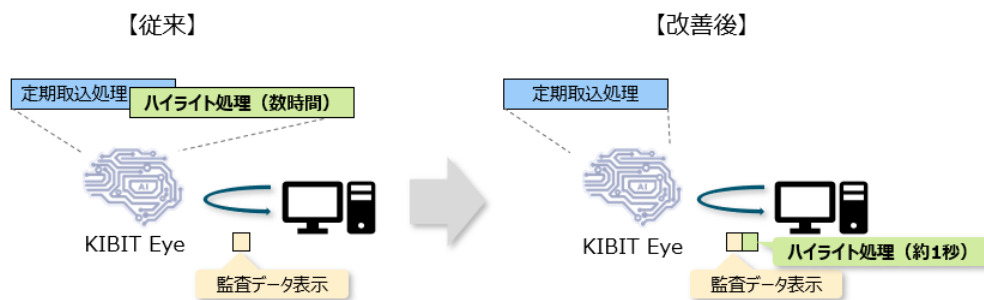 【従来】
定期取込処理
ハイライト処理（数時間）
AI
KIBIT Eye
監査データ表示
【改善後】
定期取込処理
AI
KIBIT Eye
ハイライト処理（約1秒）
監査データ表示